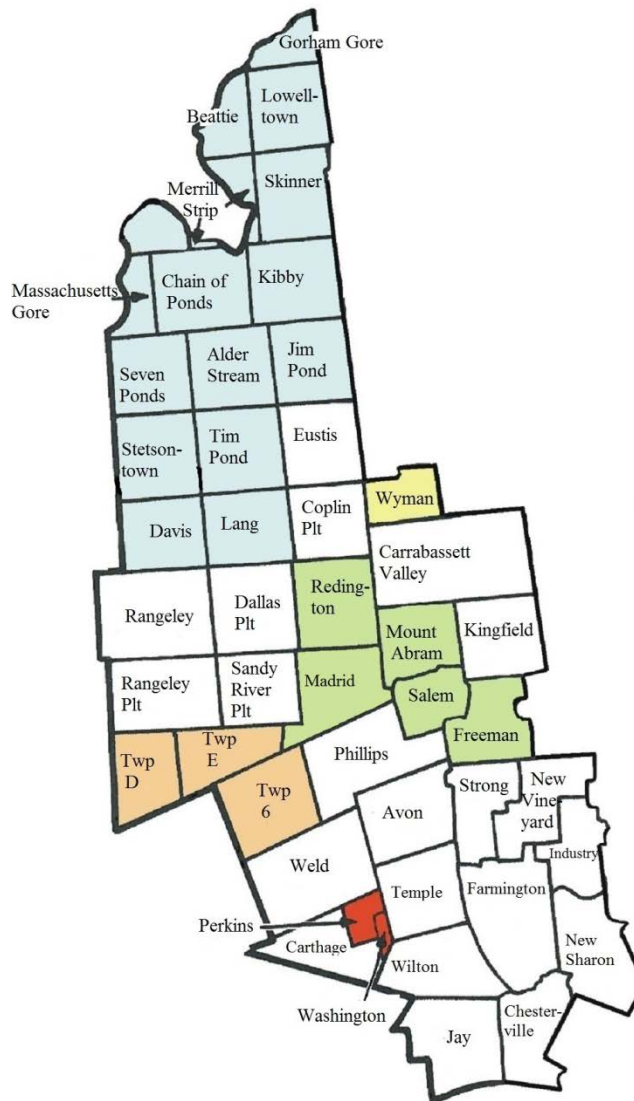 Gorham Gore
Lowell-
town
Beattie
Skinner
Merrill
Strip
Massachusetts
Gore
Chain of
Ponds
Kibby
Seven
Ponds
Alder
Stream
Jim
Pond
Stetson-
town
Tim
Pond
Eustis
Wyman
Davis
Lang
Coplin
Plt
Carrabassett
Valley
Rangeley
Dallas
Plt
Reding-
ton
Mount
Abram
Kingfield
Rangeley
Plt
Sandy
River
Plt
Madrid
Salem
Freeman
Twp
D
Twp
E
Phillips
Twp
6
Strong
New
Vine
yard
Avon
Weld
Industry
Temple
Farmington
Perkins
Carthage
Wilton
New
Sharon
Washington
Jay
Chester-
ville